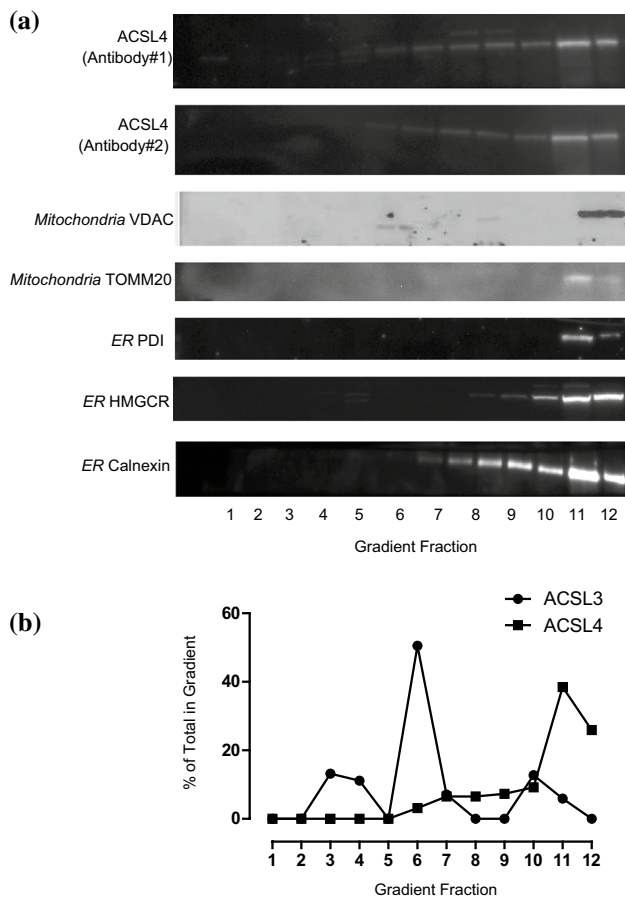 (a)
ACSL4
(Antibody#1)
ACSL4
(Antibody#2)
Mitochondria VDAC
Mitochondria TOMM20
ER PDI
ER HMGCR
ER Calnexin
1 2 3 4 5 6 7 8 9 10 11 12
Gradient Fraction
(b)
ACSL3
ACSL4
% of Total in Gradient
60
40
20
0
1 2 3 4 5 6 7 8 9 10 11 12
Gradient Fraction